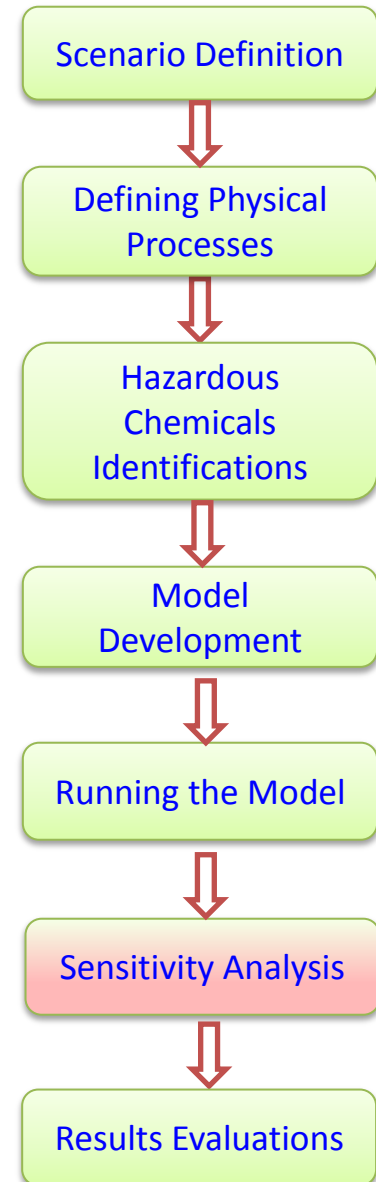 Scenario Definition
Defining Physical
Processes
Hazardous
Chemicals
Identifications
Model
Development
Running the Model
Sensitivity Analysis
Results Evaluations